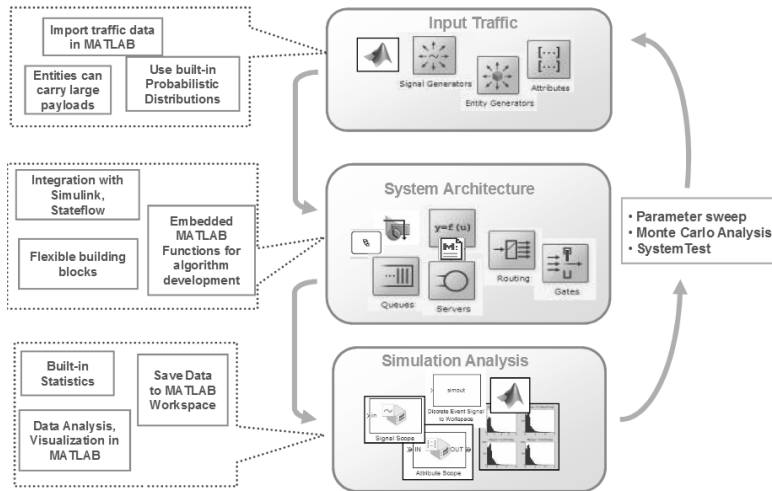 Import traffic data
in MATLAB
Entities can
carry large
payloads
Use built-in
Probabilistic
Distributions
Input Traffic
Signal Generators
Entity Generators
[...]
[...]
Attributes
Integration with
Simulink,
Stateflow
Flexible building
blocks
Embedded
MATLAB
Functions for
algorithm
development
System Architecture
y=f(u)
M:
Queues
Servers
Routing
Gates
• Parameter sweep
• Monte Carlo Analysis
• SystemTest
Built-in
Statistics
Save Data
to MATLAB
Workspace
Data Analysis,
Visualization in
MATLAB
Simulation Analysis
in
Signal Scope
simout
Discrete Event Signal
to Workspace
IN
OUT
Attribute Scope